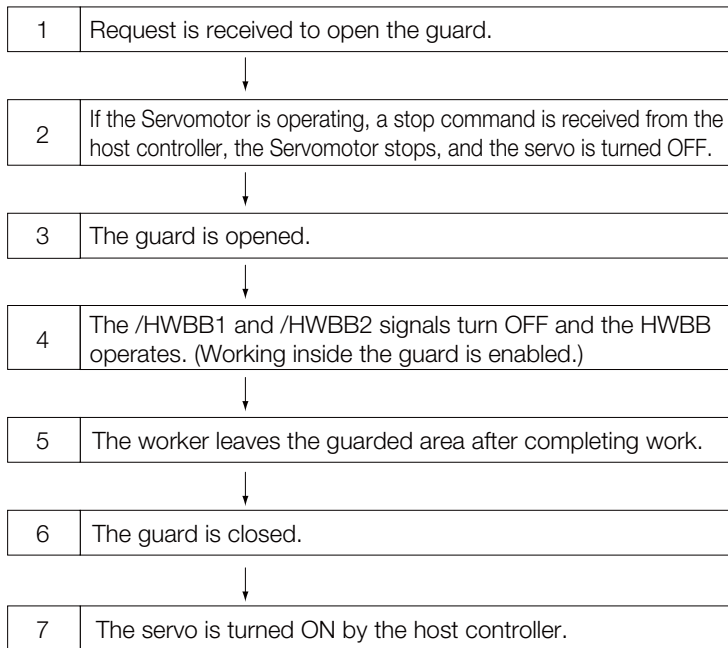 1 Request is received to open the guard.
2 If the Servomotor is operating, a stop command is received from the
host controller, the Servomotor stops, and the servo is turned OFF.
3 The guard is opened.
4 The /HWBB1 and /HWBB2 signals turn OFF and the HWBB
operates. (Working inside the guard is enabled.)
5 The worker leaves the guarded area after completing work.
6 The guard is closed.
7 The servo is turned ON by the host controller.